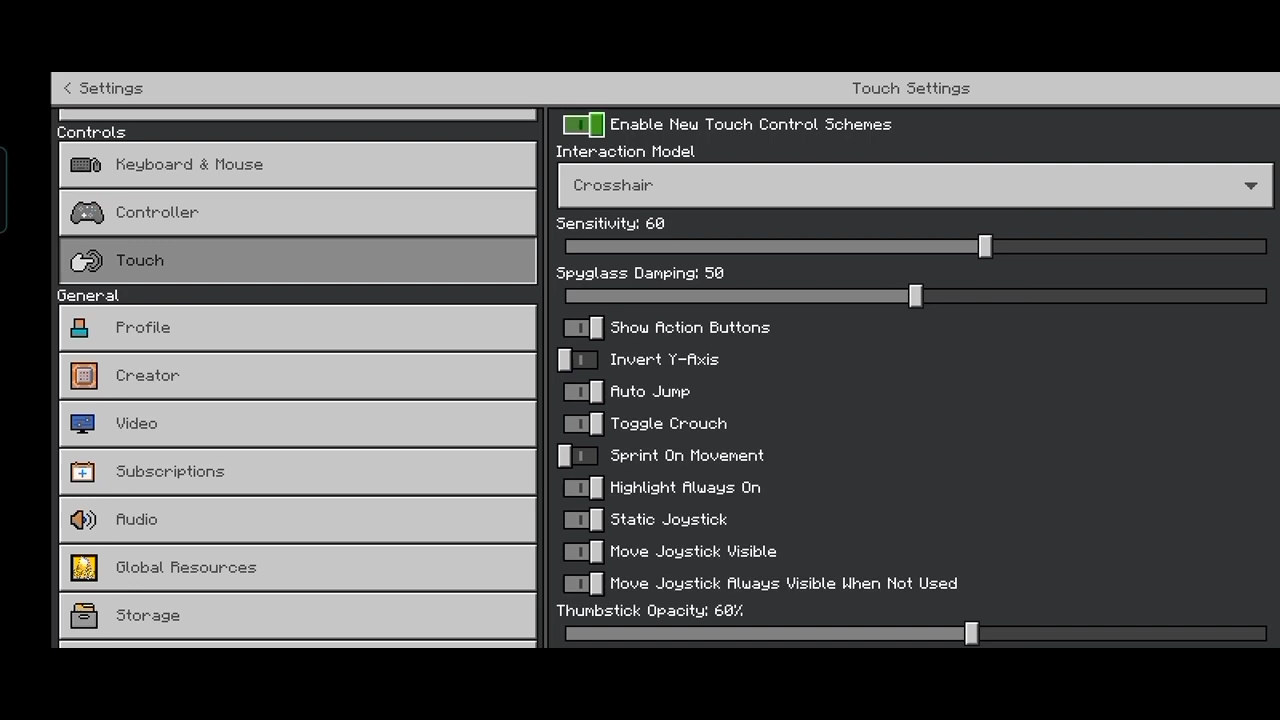 Settings
Touch Settings
Controls
Keyboard & Mouse
Controller
Touch
General
Profile
Creator
Video
Subscriptions
Audio
Global Resources
Storage
Enable New Touch Control Schemes
Interaction Model
Crosshair
Sensitivity: 60
Spyglass Damping: 50
Show Action Buttons
Invert Y-Axis
Auto Jump
Toggle Crouch
Sprint On Movement
Highlight Always On
Static Joystick
Move Joystick Visible
Move Joystick Always Visible When Not Used
Thumbstick Opacity: 60%